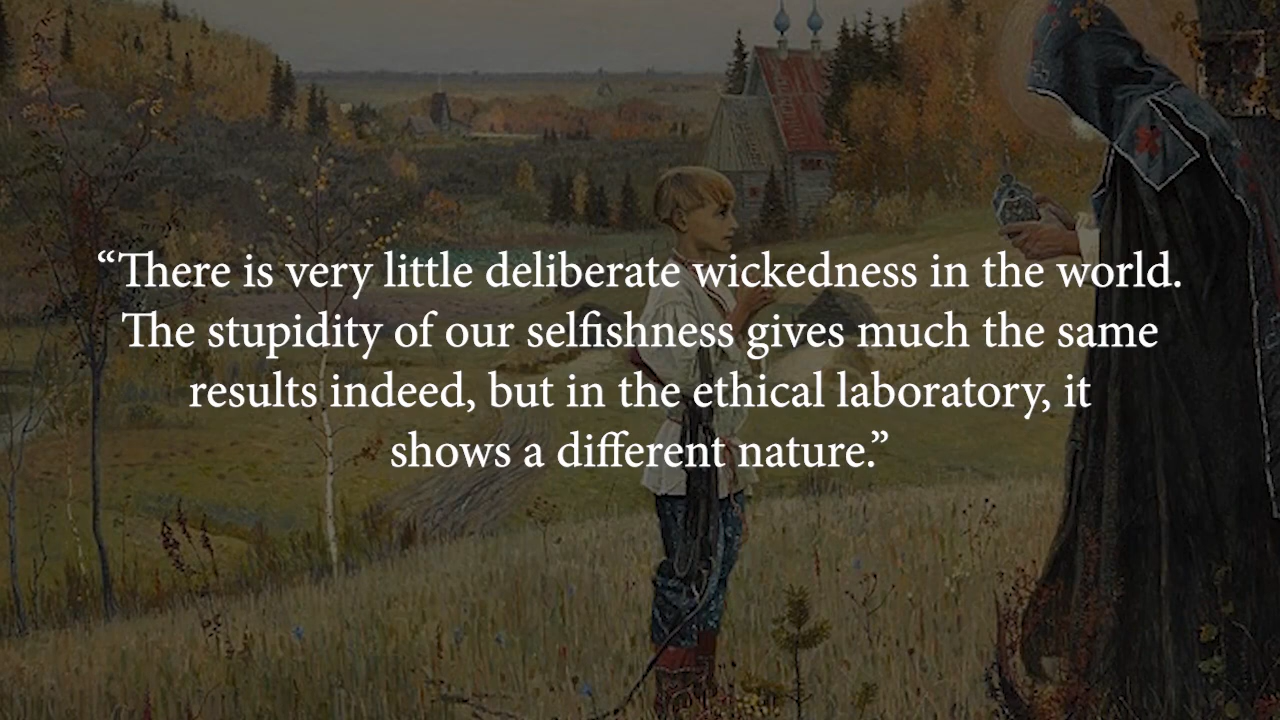 “There is very little deliberate wickedness in the world.
The stupidity of our selfishness gives much the same
results indeed, but in the ethical laboratory, it
shows a different nature.”